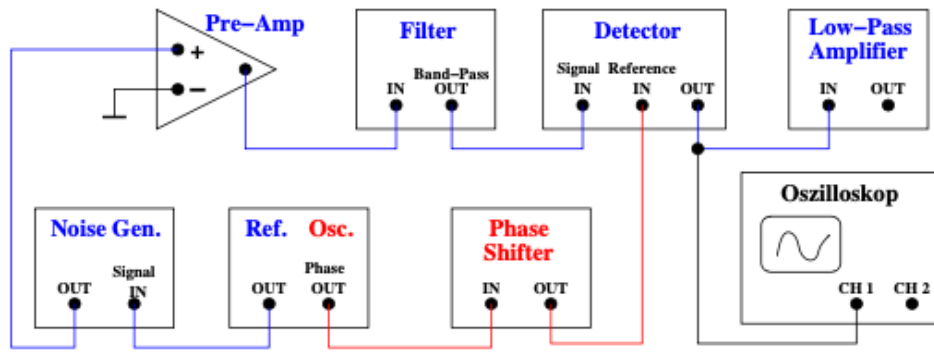 Pre-Amp
+
-
Filter
Band-Pass
IN OUT
Detector
Signal Reference
IN IN OUT
Low-Pass
Amplifier
IN OUT
Noise Gen.
Signal
OUT IN
Ref. Osc.
Phase
OUT OUT
Phase
Shifter
IN OUT
Oszilloskop
CH 1 CH 2